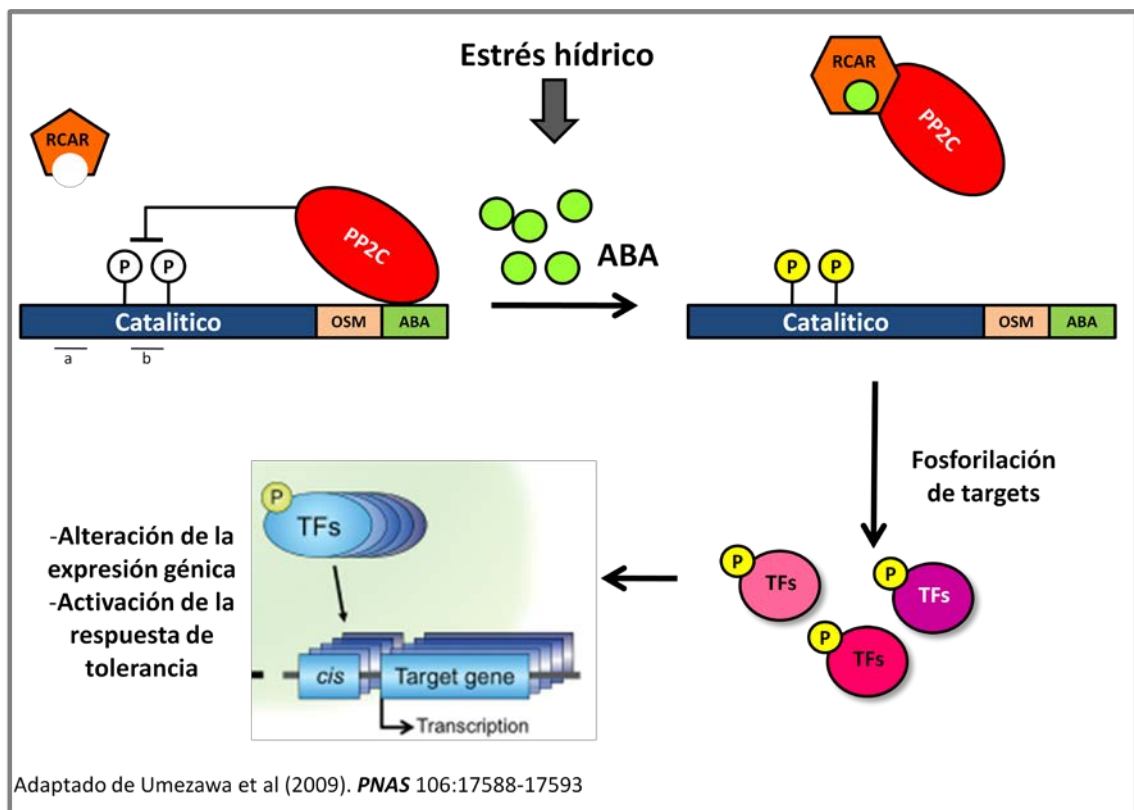 Estrés hídrico
RCAR
PP2C
RCAR
PP2C
P
P
ABA
P
P
Catalitico
OSM
ABA
Catalitico
OSM
ABA
a
b
Fosforilación
de targets
P
TFs
-Alteración de la
expresión génica
-Activación de la
respuesta de
tolerancia
cis
Target gene
Transcription
P
TFs
P
TFs
P
TFs
Adaptado de Umezawa et al (2009). PNAS 106:17588-17593